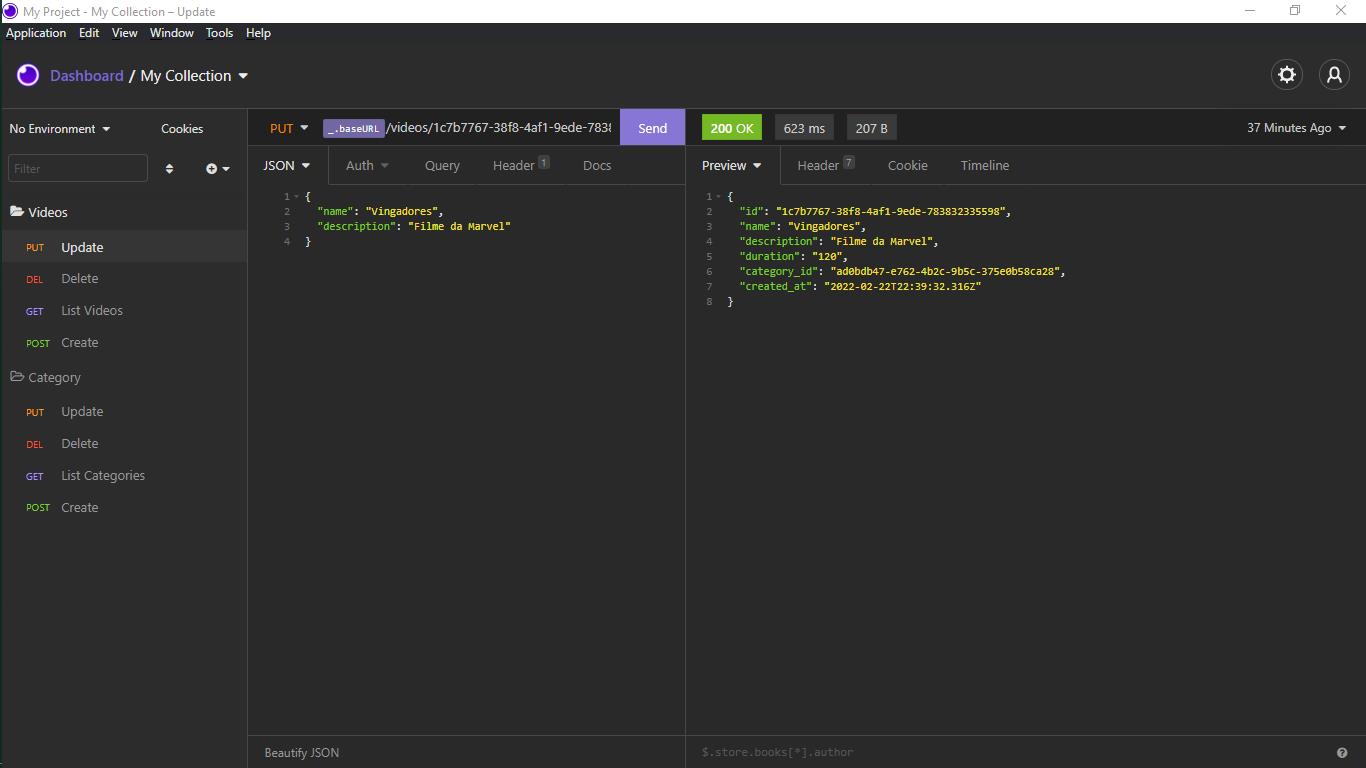 My Project - My Collection – Update
Application Edit View Window Tools Help
Dashboard / My Collection
No Environment Cookies
Filter
Videos
PUT Update
DEL Delete
GET List Videos
POST Create
Category
PUT Update
DEL Delete
GET List Categories
POST Create
PUT _.baseURL /videos/1c7b7767-38f8-4af1-9ede-7838 Send
JSON Auth Query Header 1 Docs
1 {
2 "name": "Vingadores",
3 "description": "Filme da Marvel"
4 }
Beautify JSON
200 OK 623 ms 207 B 37 Minutes Ago
Preview Header 7 Cookie Timeline
1 {
2 "id": "1c7b7767-38f8-4af1-9ede-783832335598",
3 "name": "Vingadores",
4 "description": "Filme da Marvel",
5 "duration": "120",
6 "category_id": "ad0bdb47-e762-4b2c-9b5c-375e0b58ca28",
7 "created_at": "2022-02-22T22:39:32.316Z"
8 }
$.store.books[*].author